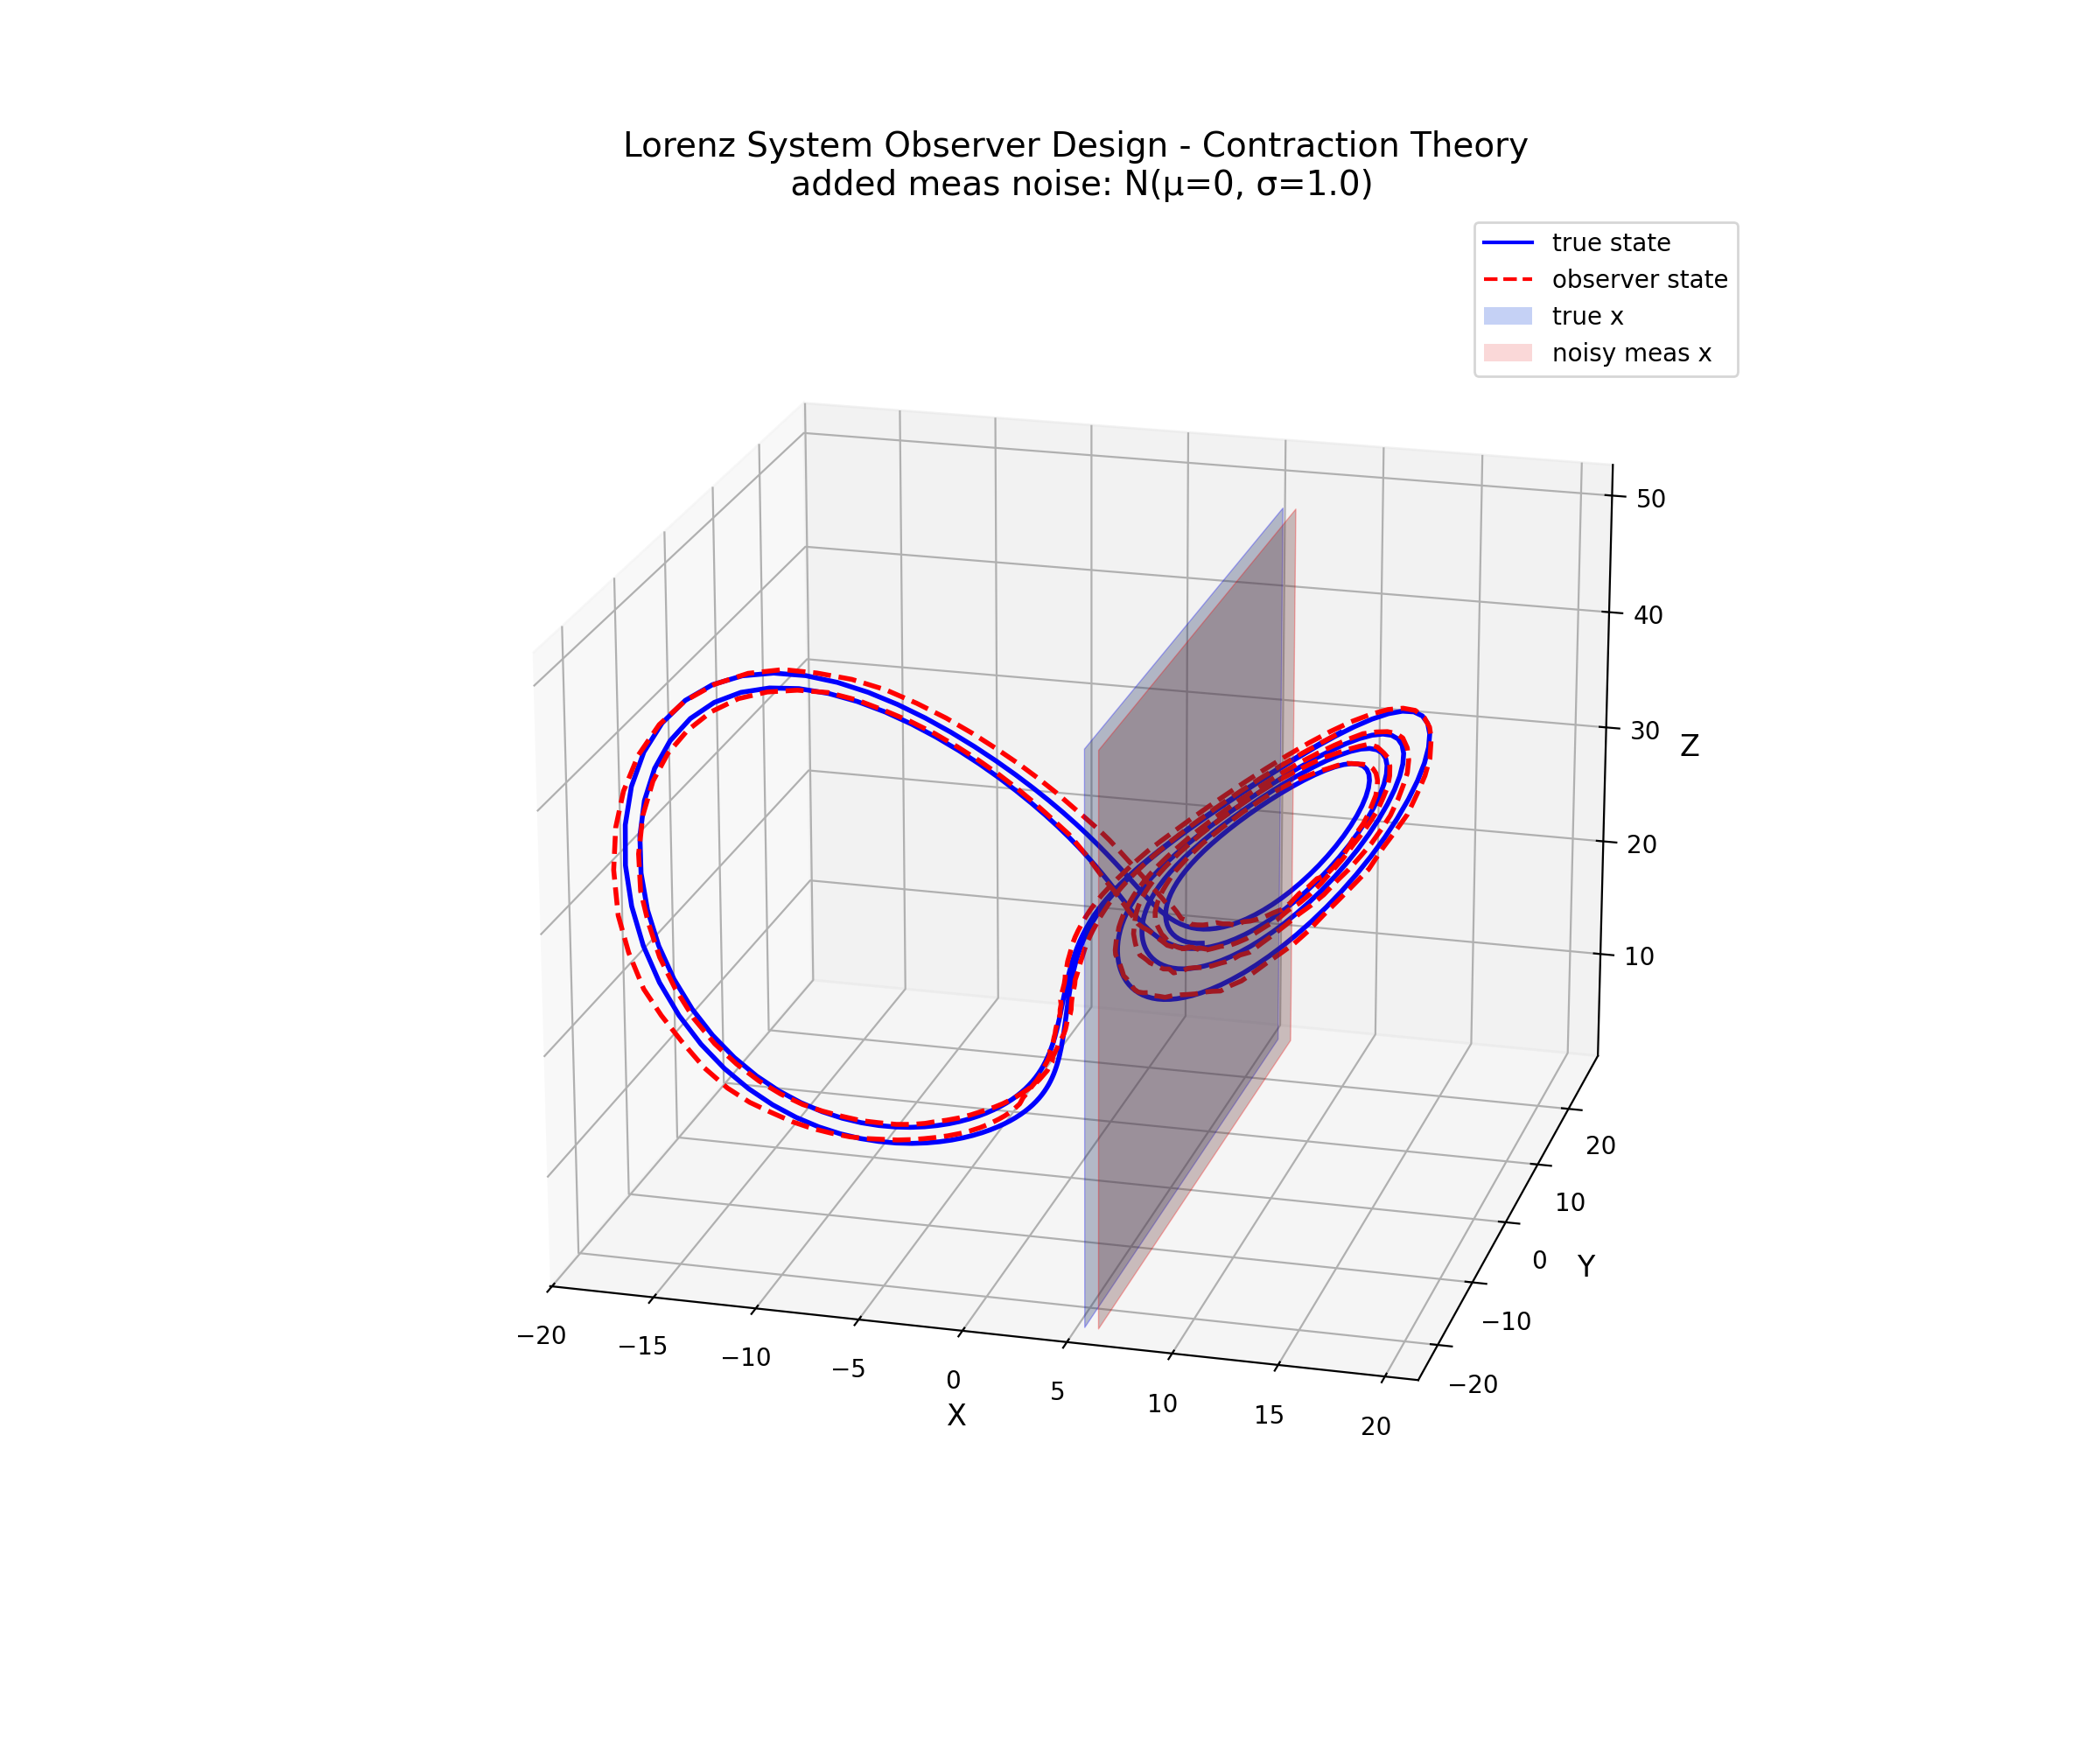 Lorenz System Observer Design - Contraction Theory
added meas noise: N(μ=0, σ=1.0)
true state
observer state
true x
noisy meas x
50
40
30
Z
20
10
20
10
0
Y
−10
−20
−20
−15
−10
−5
0
5
10
15
20
X